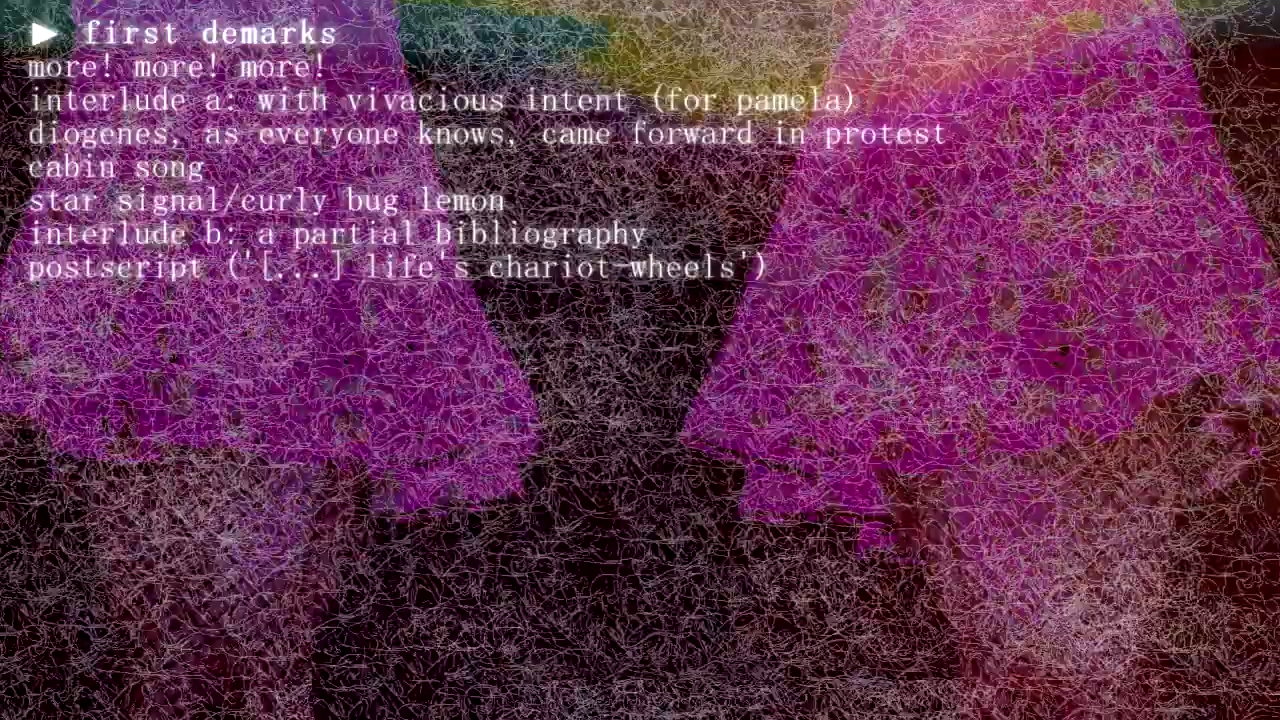 ► first demarks
more! more! more!
interlude a: with vivacious intent (for pamela)
diogenes, as everyone knows, came forward in protest
cabin song
star signal/curly bug lemon
interlude b: a partial bibliography
postscript ('[...] life's chariot-wheels')